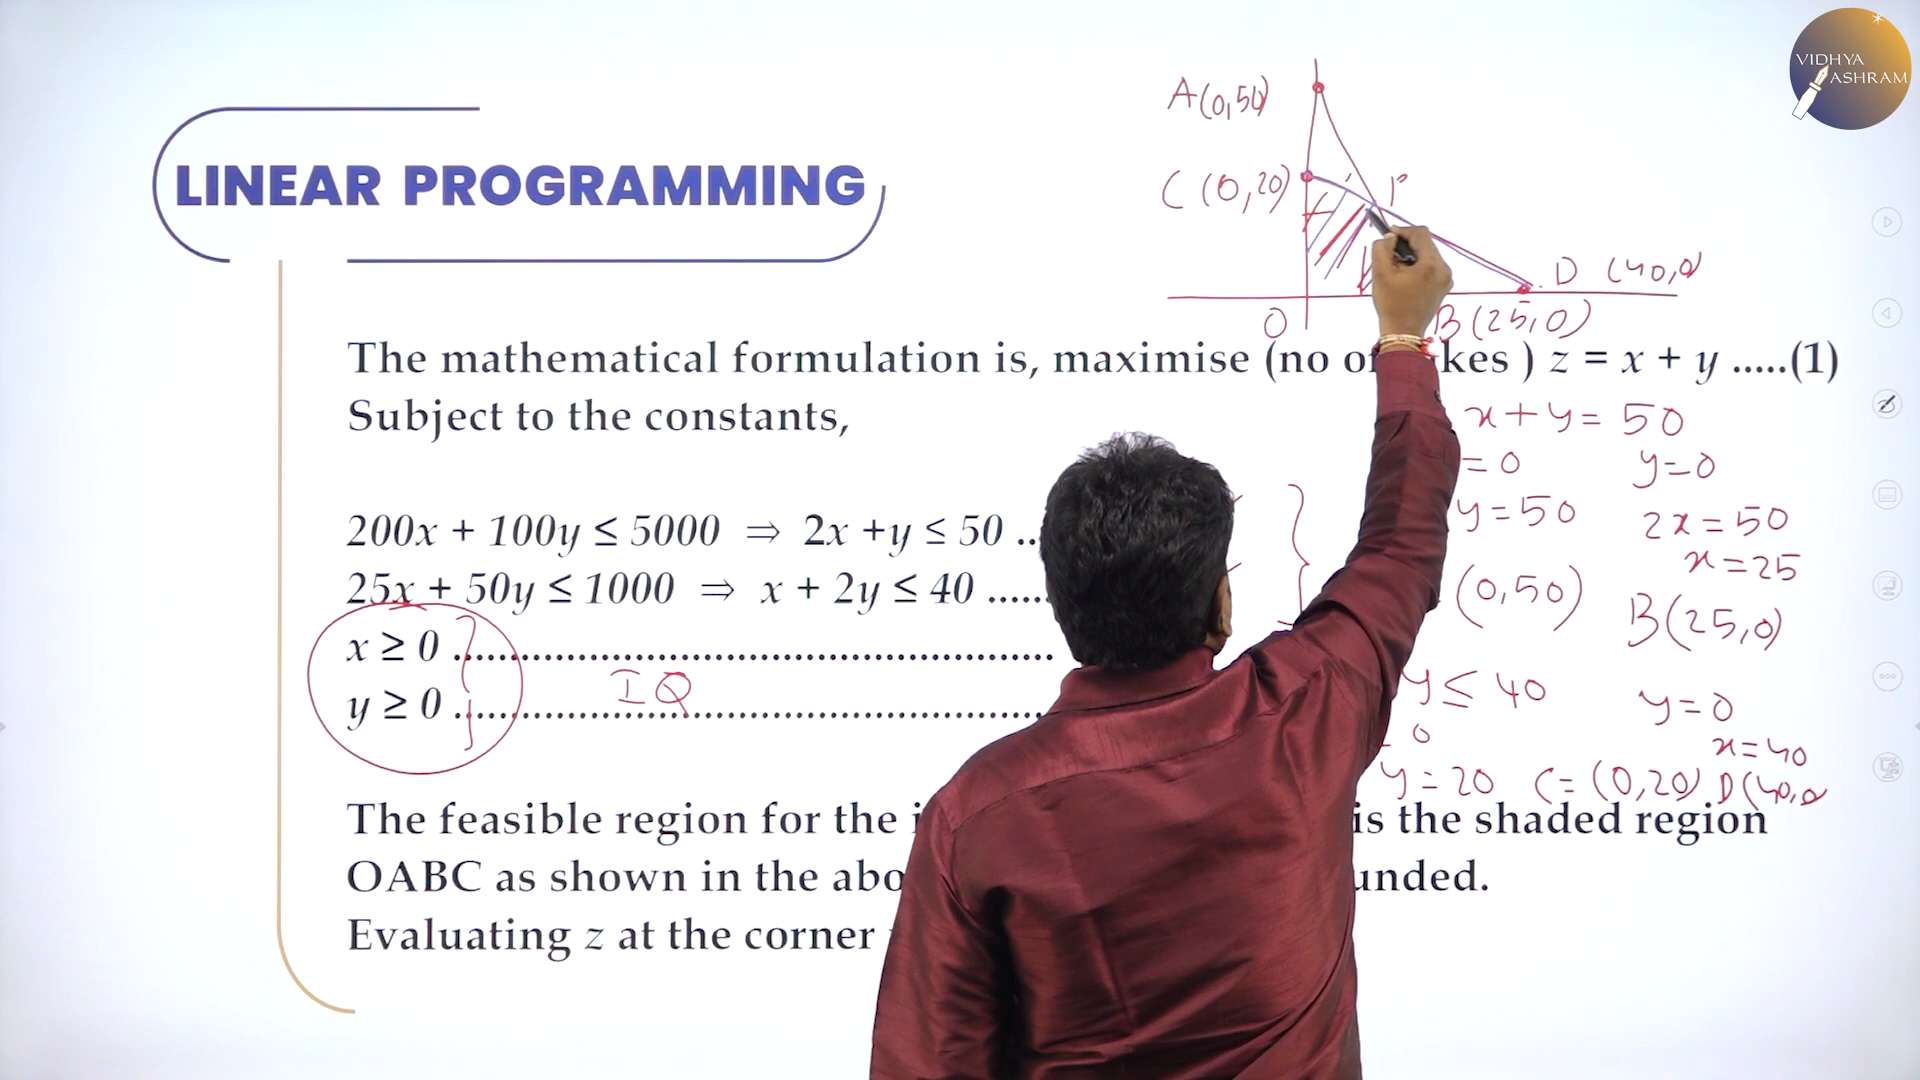 VIDHYA
ASHRAM
A(0,50)
LINEAR PROGRAMMING
C (0,20) P
D (40,0)
O B(25,0)
The mathematical formulation is, maximise (no of kes ) z = x + y .....(1)
Subject to the constants,
x + y = 50
= 0 y=0
y=50 2x=50
200x + 100y ≤ 5000 ⇒ 2x +y ≤ 50 ..
x=25
25x + 50y ≤ 1000 ⇒ x + 2y ≤ 40 ......
(0,50) B(25,0)
x ≥ 0 ..................................................
IQ y ≤ 40 y=0
y ≥ 0 ..................................................
0 x=40
y = 20 C=(0,20) D(40,0
The feasible region for the is the shaded region
OABC as shown in the abo unded.
Evaluating z at the corner